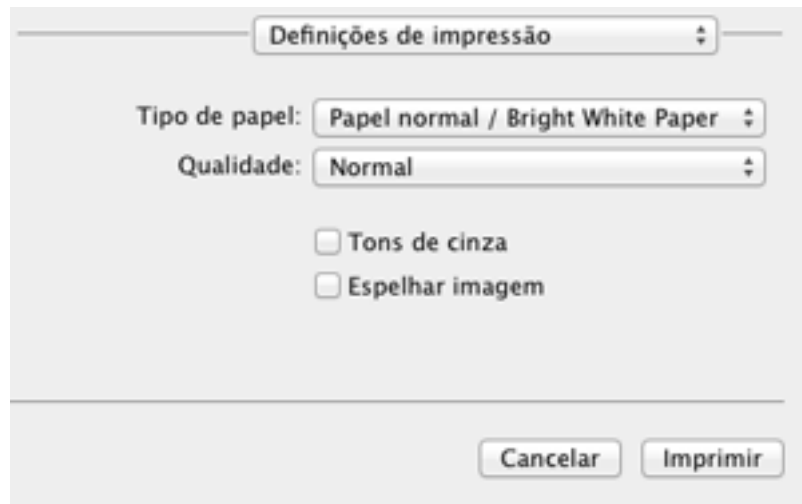 Definições de impressão
Tipo de papel: Papel normal / Bright White Paper
Qualidade: Normal
Tons de cinza
Espelhar imagem
Cancelar Imprimir